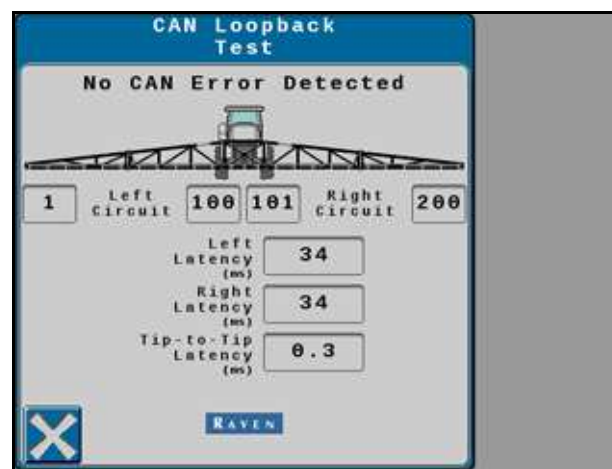 CAN Loopback
Test
No CAN Error Detected
1 Left Circuit 100 101 Right Circuit 200
Left Latency (ms) 34
Right Latency (ms) 34
Tip-to-Tip Latency (ms) 0.3
RAVEN